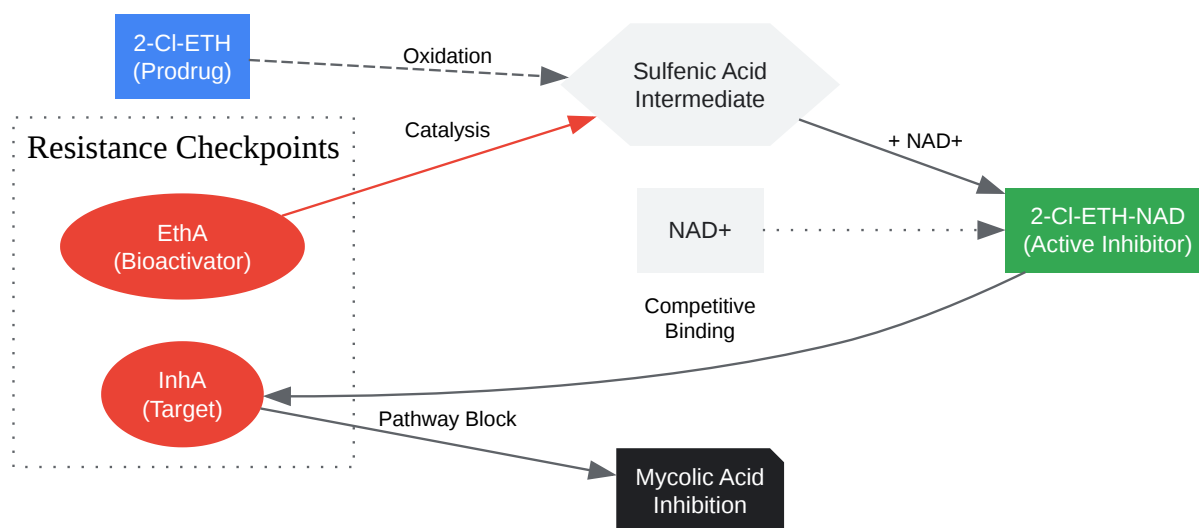 2-Cl-ETH
(Prodrug)
Oxidation
Sulfenic Acid
Intermediate
Catalysis
+ NAD+
Resistance Checkpoints
EthA
(Bioactivator)
NAD+
2-Cl-ETH-NAD
(Active Inhibitor)
Competitive
Binding
InhA
(Target)
Pathway Block
Mycolic Acid
Inhibition